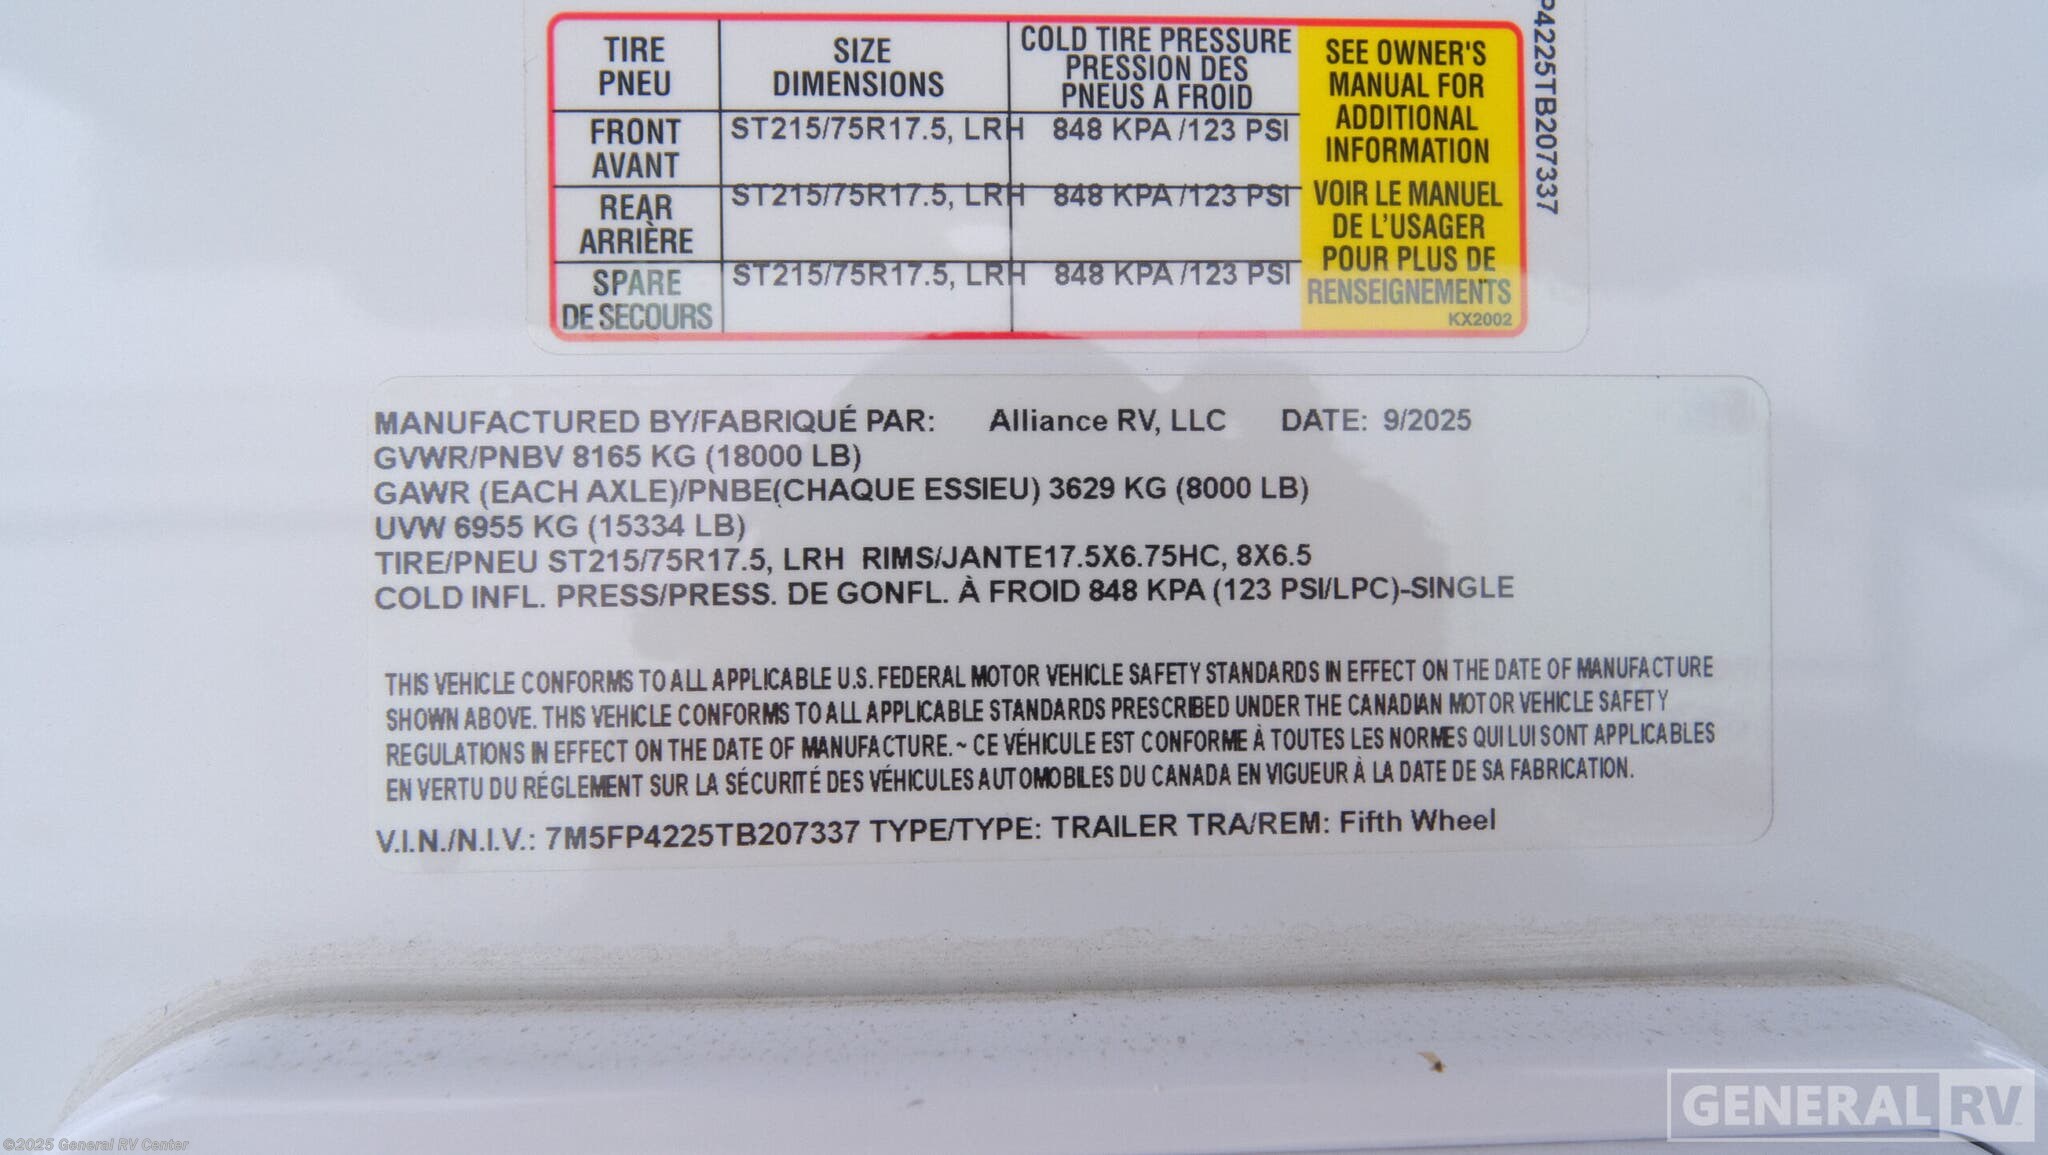 TIRE
PNEU
SIZE
DIMENSIONS
COLD TIRE PRESSURE
PRESSION DES
PNEUS A FROID
FRONT
AVANT
ST215/75R17.5, LRH 848 KPA /123 PSI
REAR
ARRIÈRE
ST215/75R17.5, LRH 848 KPA /123 PSI
SPARE
DE SECOURS
ST215/75R17.5, LRH 848 KPA /123 PSI
SEE OWNER'S
MANUAL FOR
ADDITIONAL
INFORMATION
VOIR LE MANUEL
DE L'USAGER
POUR PLUS DE
RENSEIGNEMENTS
KX2002
P4225TB207337
MANUFACTURED BY/FABRIQUÉ PAR: Alliance RV, LLC DATE: 9/2025
GVWR/PNBV 8165 KG (18000 LB)
GAWR (EACH AXLE)/PNBE(CHAQUE ESSIEU) 3629 KG (8000 LB)
UVW 6955 KG (15334 LB)
TIRE/PNEU ST215/75R17.5, LRH RIMS/JANTE17.5X6.75HC, 8X6.5
COLD INFL. PRESS/PRESS. DE GONFL. À FROID 848 KPA (123 PSI/LPC)-SINGLE
THIS VEHICLE CONFORMS TO ALL APPLICABLE U.S. FEDERAL MOTOR VEHICLE SAFETY STANDARDS IN EFFECT ON THE DATE OF MANUFACTURE
SHOWN ABOVE. THIS VEHICLE CONFORMS TO ALL APPLICABLE STANDARDS PRESCRIBED UNDER THE CANADIAN MOTOR VEHICLE SAFETY
REGULATIONS IN EFFECT ON THE DATE OF MANUFACTURE. ~ CE VÉHICULE EST CONFORME À TOUTES LES NORMES QUI LUI SONT APPLICABLES
EN VERTU DU RÉGLEMENT SUR LA SÉCURITÉ DES VÉHICULES AUTOMOBILES DU CANADA EN VIGUEUR À LA DATE DE SA FABRICATION.
V.I.N./N.I.V.: 7M5FP4225TB207337 TYPE/TYPE: TRAILER TRA/REM: Fifth Wheel
GENERAL RV
©2025 General RV Center